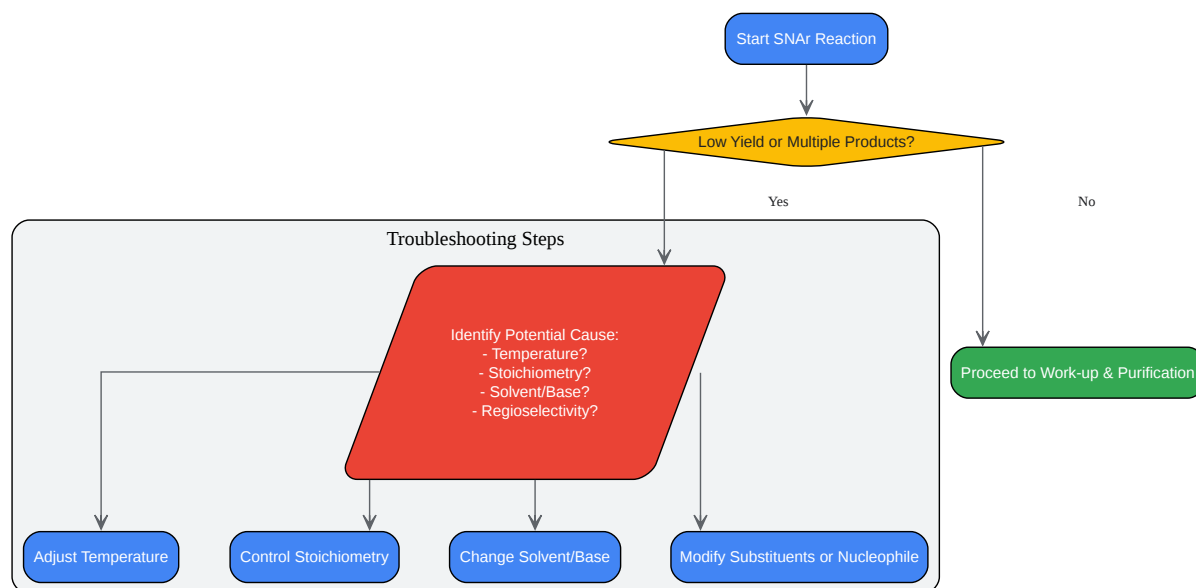 Start SNAr Reaction
Low Yield or Multiple Products?
Yes
No
Troubleshooting Steps
Identify Potential Cause:
- Temperature?
- Stoichiometry?
- Solvent/Base?
- Regioselectivity?
Proceed to Work-up & Purification
Adjust Temperature
Control Stoichiometry
Change Solvent/Base
Modify Substituents or Nucleophile